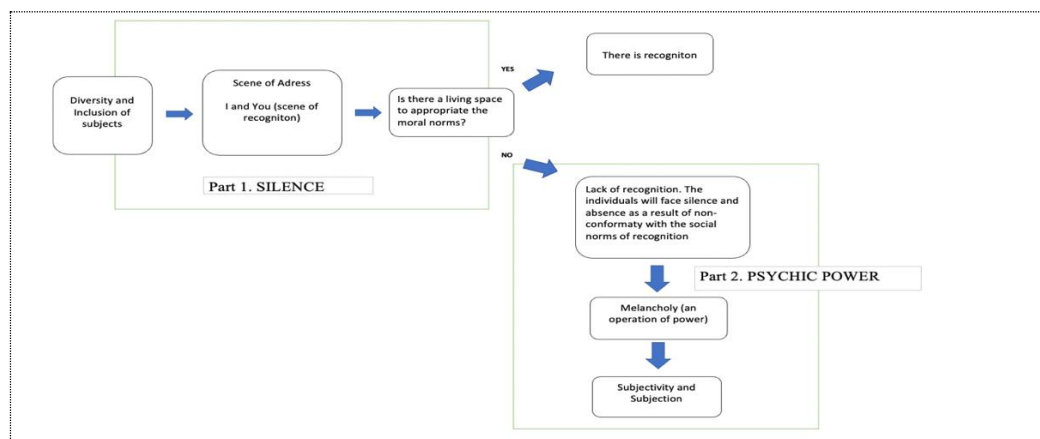 Diversity and
Inclusion of
subjects
Scene of Adress
I and You (scene of
recogniton)
Is there a living space
to appropriate the
moral norms?
YES
There is recogniton
NO
Part 1. SILENCE
Lack of recognition. The
individuals will face silence and
absence as a result of non-
conformaty with the social
norms of recognition
Part 2. PSYCHIC POWER
Melancholy (an
operation of power)
Subjectivity and
Subjection